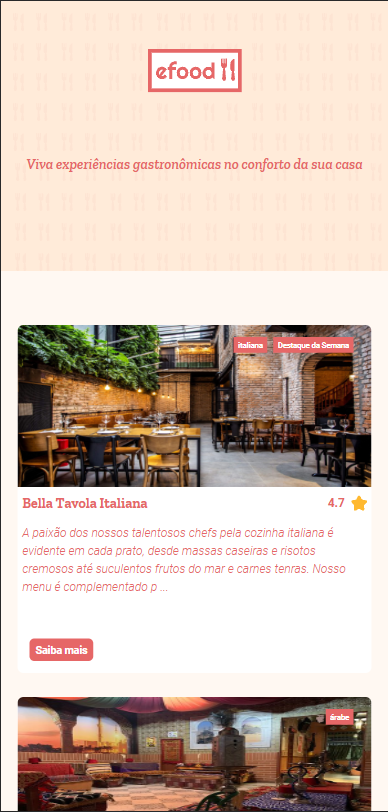 efood
Viva experiências gastronômicas no conforto da sua casa
italiana
Destaque da Semana
Bella Tavola Italiana
4.7
A paixão dos nossos talentosos chefs pela cozinha italiana é
evidente em cada prato, desde massas caseiras e risotos
cremosos até suculentos frutos do mar e carnes tenras. Nosso
menu é complementado p ...
Saiba mais
árabe